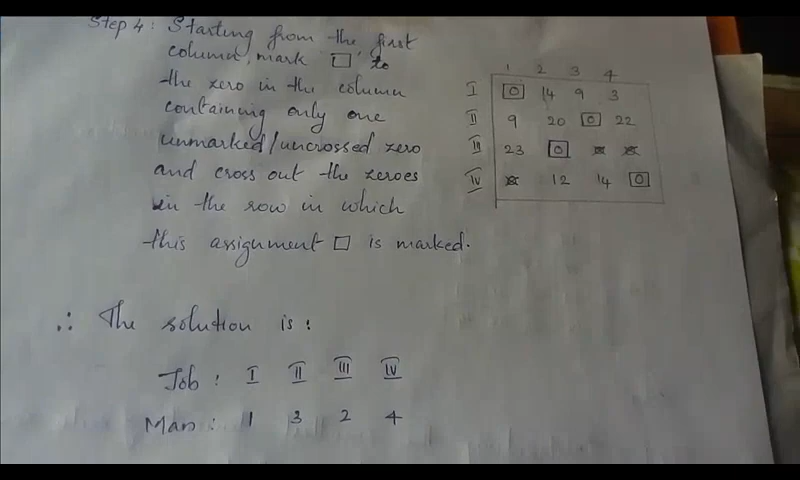 Step 4: Starting from the first
column, mark '□' to
the zero in the column
containing only one
unmarked/uncrossed zero
and cross out the zeroes
in the row in which
this assignment □ is marked.
1 2 3 4
I 0 14 9 3
II 9 20 0 22
III 23 0 0 0
IV 0 12 14 0
∴ The solution is:
Job: I II III IV
Man: 1 3 2 4